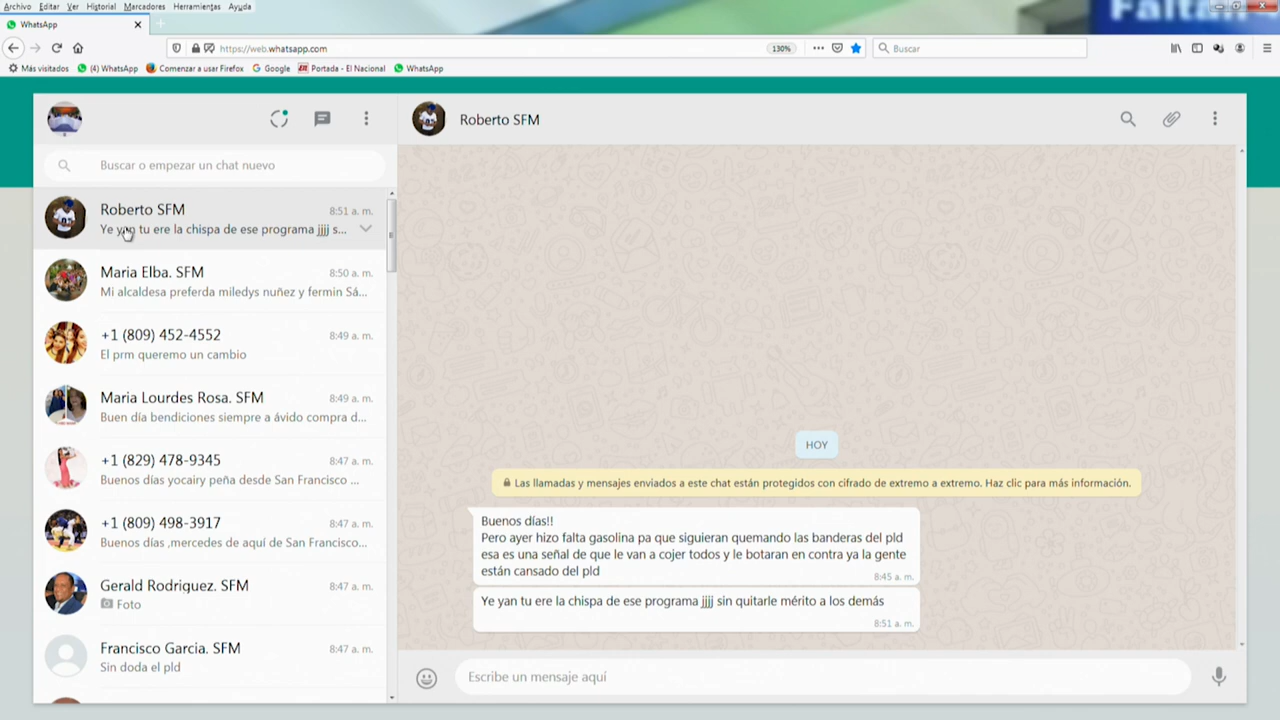 Archivo Editar Ver Historial Marcadores Herramientas Ayuda
Faltan
WhatsApp
https://web.whatsapp.com
130%
Buscar
Más visitados
(4) WhatsApp
Comenzar a usar Firefox
Google
Portada - El Nacional
WhatsApp
Roberto SFM
Buscar o empezar un chat nuevo
Roberto SFM 8:51 a. m.
Ye yan tu ere la chispa de ese programa jjjj s...
Maria Elba. SFM 8:50 a. m.
Mi alcaldesa preferda miledys nuñez y fermin Sá...
+1 (809) 452-4552 8:49 a. m.
El prm queremo un cambio
Maria Lourdes Rosa. SFM 8:49 a. m.
Buen día bendiciones siempre a ávido compra d...
+1 (829) 478-9345 8:47 a. m.
Buenos días yocairy peña desde San Francisco ...
+1 (809) 498-3917 8:47 a. m.
Buenos días ,mercedes de aquí de San Francisco...
Gerald Rodriguez. SFM 8:47 a. m.
Foto
Francisco Garcia. SFM 8:47 a. m.
Sin doda el pld
HOY
Las llamadas y mensajes enviados a este chat están protegidos con cifrado de extremo a extremo. Haz clic para más información.
Buenos días!!
Pero ayer hizo falta gasolina pa que siguieran quemando las banderas del pld
esa es una señal de que le van a cojer todos y le botaran en contra ya la gente
están cansado del pld
8:45 a. m.
Ye yan tu ere la chispa de ese programa jjjj sin quitarle mérito a los demás
8:51 a. m.
Escribe un mensaje aquí